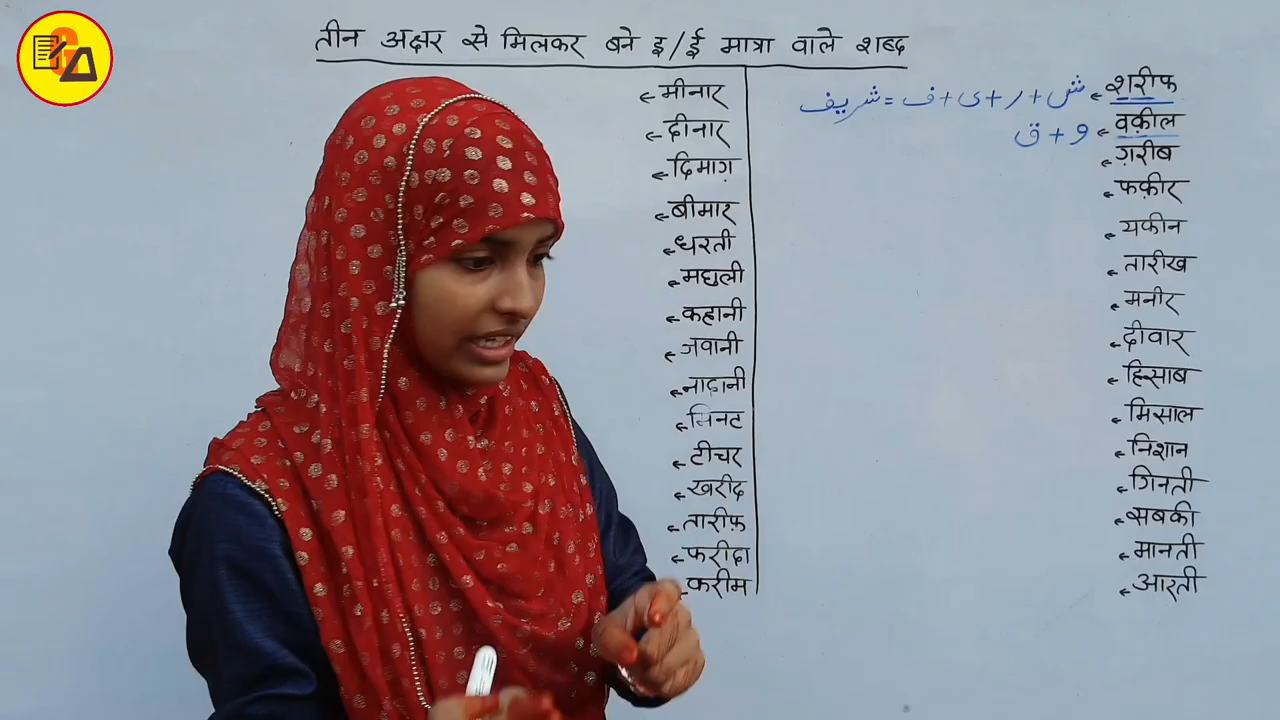 तीन अक्षर से मिलकर बने इ/ई मात्रा वाले शब्द
शरीफ ← ش + ر + ی + ف = شریف
वक़ील ← و + ق
ग़रीब ←
फक़ीर ←
यकीन ←
तारीख ←
मनीर ←
दीवार ←
हिसाब ←
मिसाल ←
निशान ←
गिनती ←
सबकी ←
मानती ←
आरती ←
मीनार ←
दीनार ←
दिमाग़ ←
बीमार ←
धरती ←
मछली ←
कहानी ←
जवानी ←
नादानी ←
मिनट ←
टीचर ←
खरीद ←
तारीफ़ ←
फरीदा ←
करीम ←